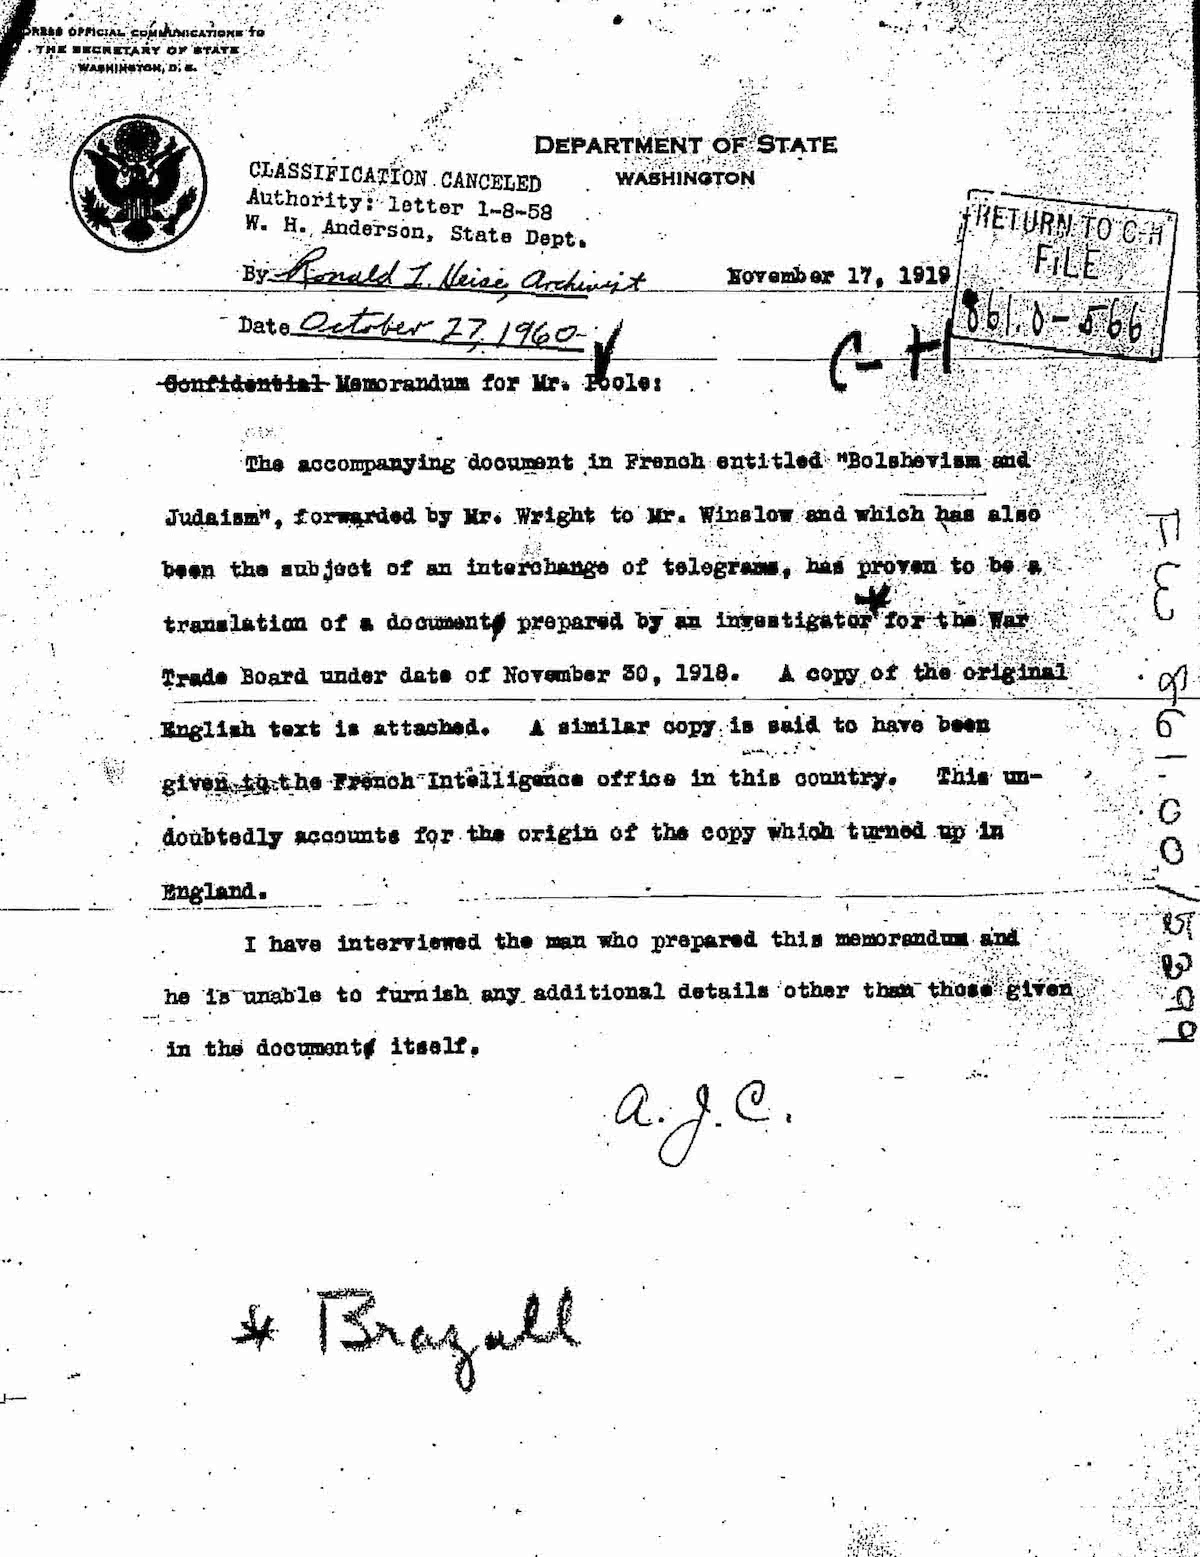 OFFICIAL COMMUNICATIONS TO
THE SECRETARY OF STATE
WASHINGTON, D. C.
DEPARTMENT OF STATE
WASHINGTON
CLASSIFICATION CANCELED
Authority: letter 1-8-58
W. H. Anderson, State Dept.
By Ronald L. Heise, Archivist
Date October 27, 1960
November 17, 1919
RETURN TO C-H
FILE
861.0-566
C-H
Confidential Memorandum for Mr. Poole:
The accompanying document in French entitled "Bolshevism and
Judaism", forwarded by Mr. Wright to Mr. Winslow and which has also
been the subject of an interchange of telegrams, has proven to be a
translation of a document prepared by an investigator* for the War
Trade Board under date of November 30, 1918. A copy of the original
English text is attached. A similar copy is said to have been
given to the French Intelligence office in this country. This un-
doubtedly accounts for the origin of the copy which turned up in
England.
I have interviewed the man who prepared this memorandum and
he is unable to furnish any additional details other than those given
in the document itself.
A. J. C.
* Brazall
861.00/5